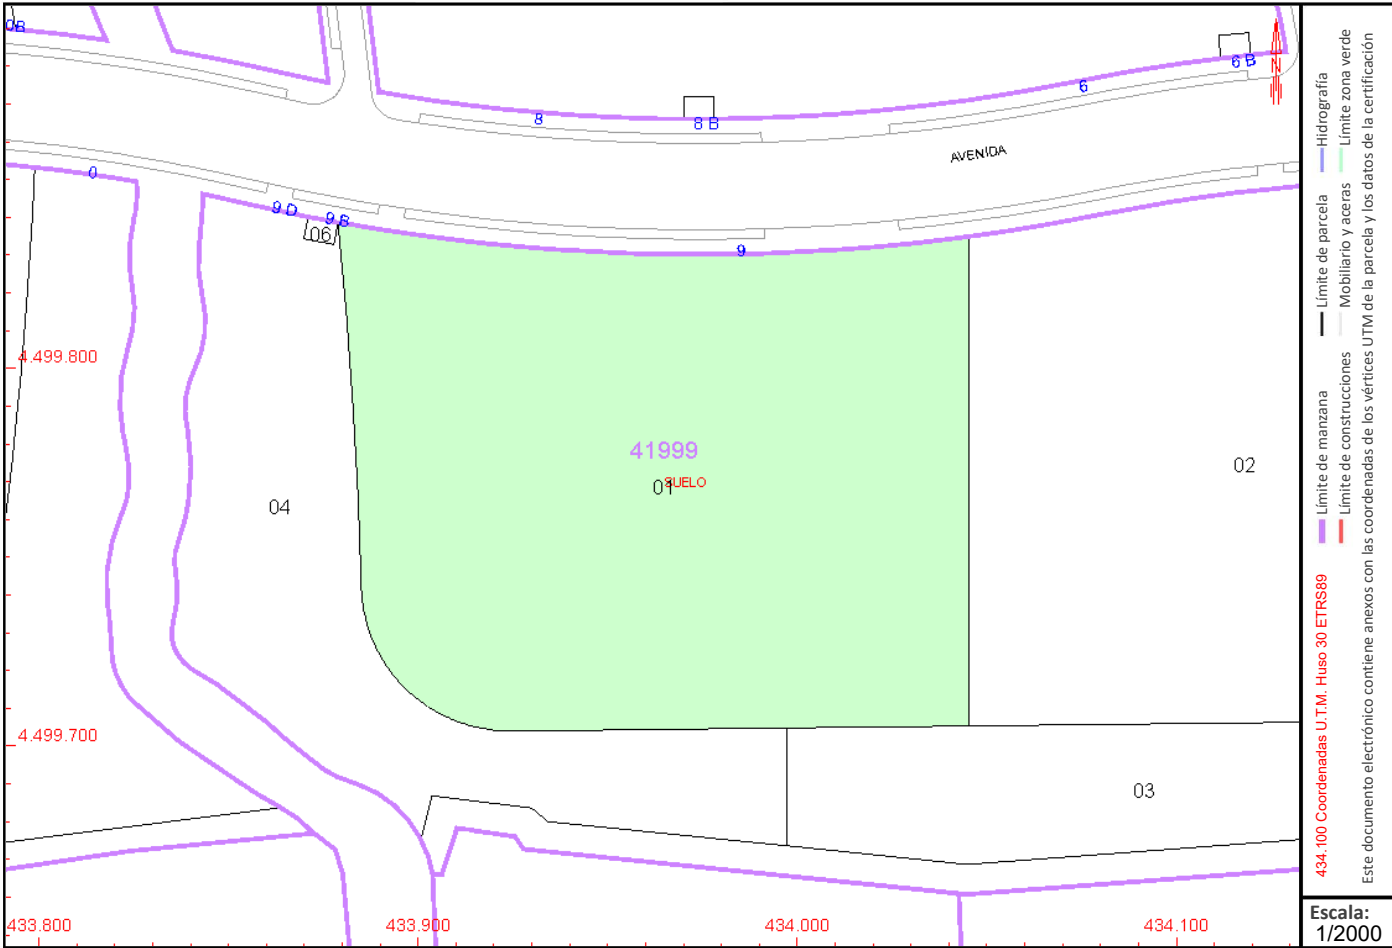 0B
8
8 B
6
6 B
N
AVENIDA
0
9 D
9 B
06
9
4.499.800
41999
01
SUELO
04
02
4.499.700
03
433.800
433.900
434.000
434.100
434.100 Coordenadas U.T.M. Huso 30 ETRS89
Límite de manzana
Límite de parcela
Hidrografía
Límite de construcciones
Mobiliario y aceras
Límite zona verde
Este documento electrónico contiene anexos con las coordenadas de los vértices UTM de la parcela y los datos de la certificación
Escala:
1/2000